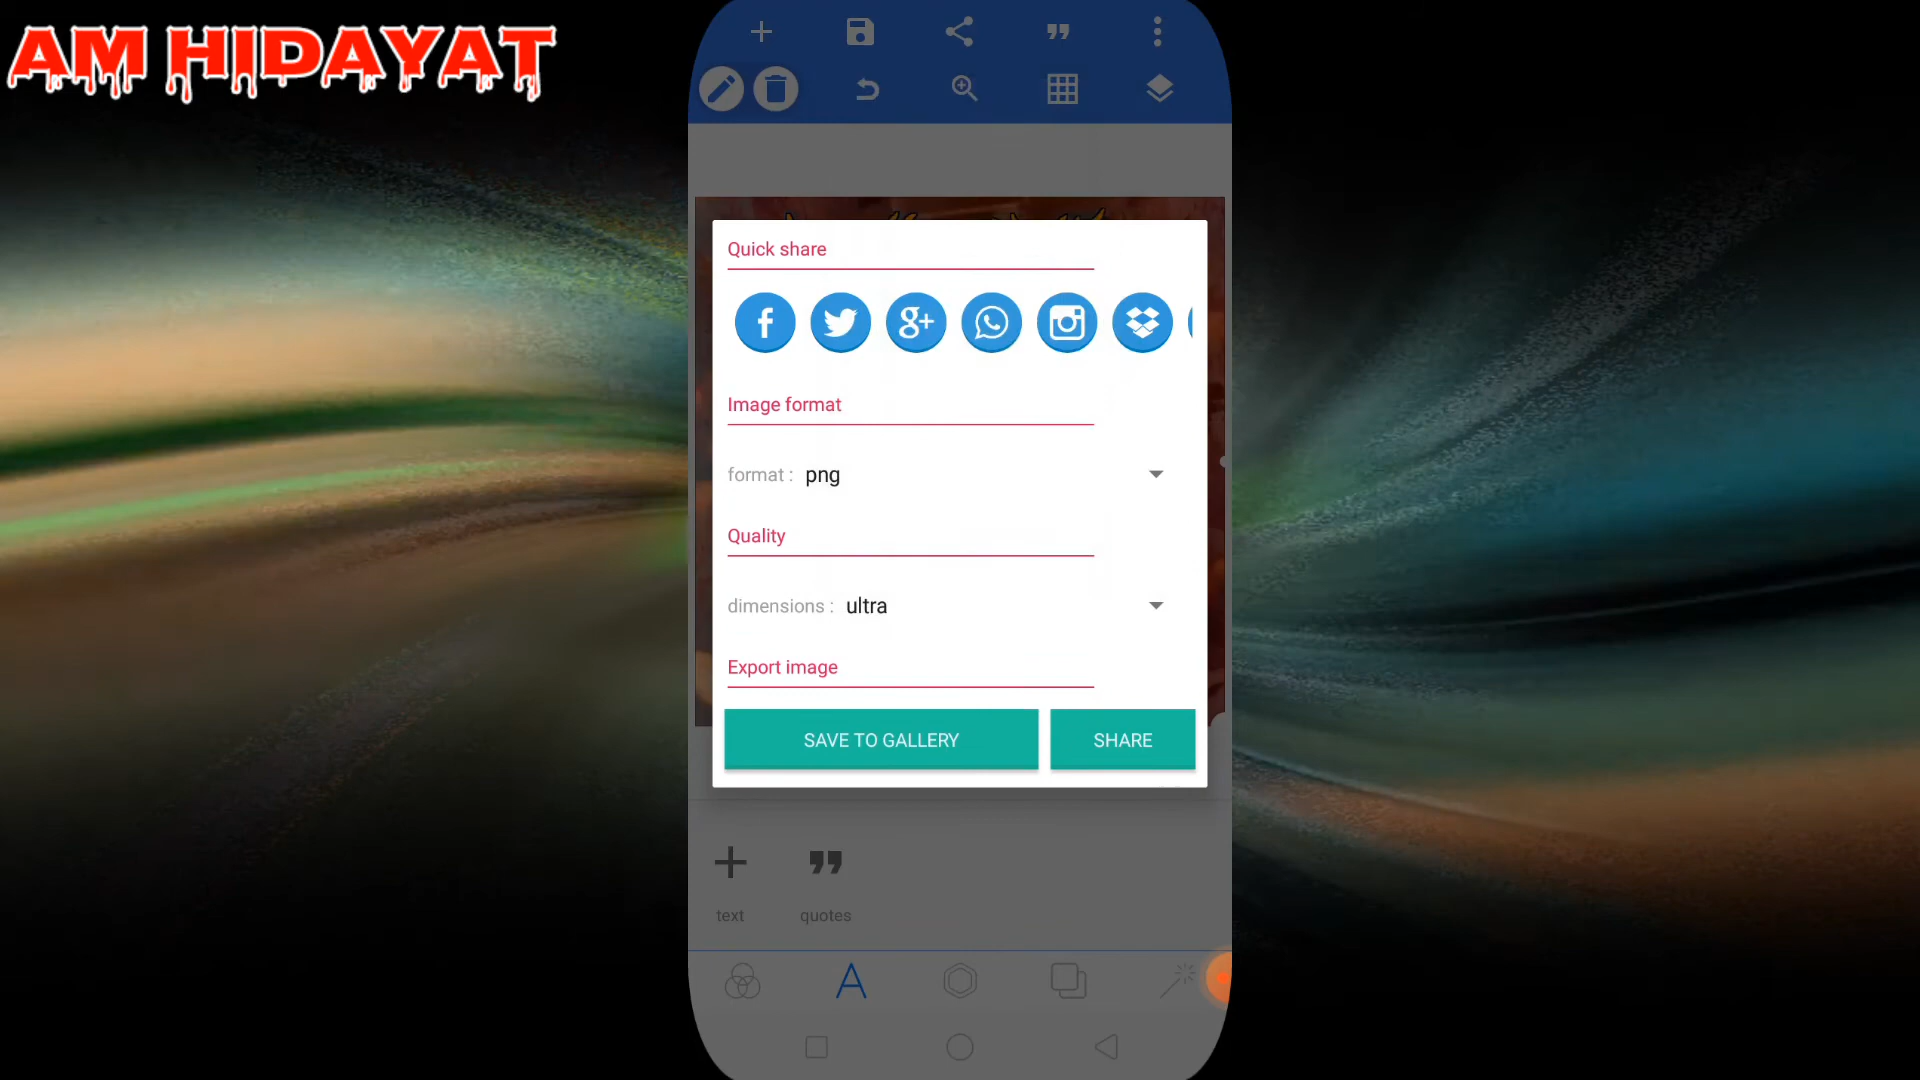 AM HIDAYAT
Quick share
Image format
format : png
Quality
dimensions : ultra
Export image
SAVE TO GALLERY
SHARE
text
quotes